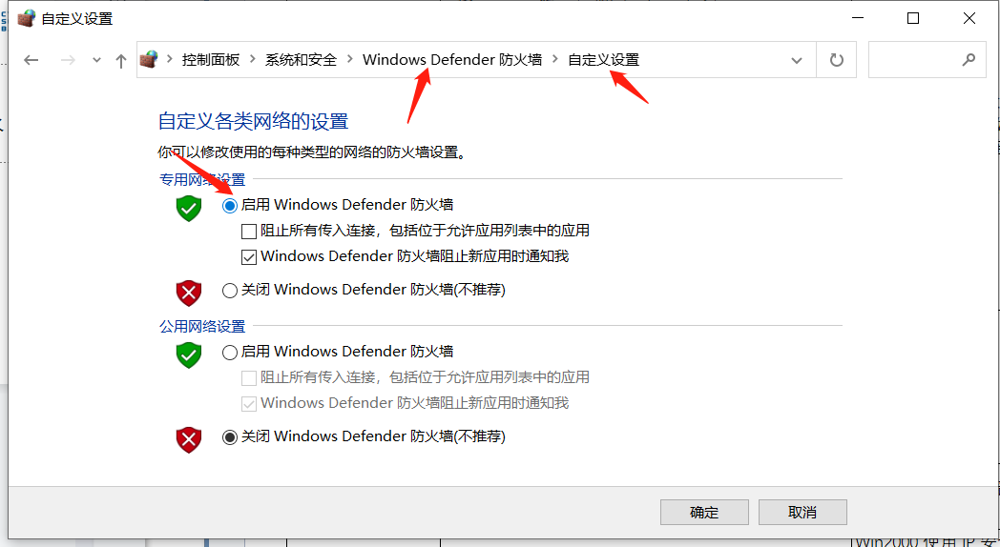 自定义设置
控制面板 系统和安全 Windows Defender 防火墙 自定义设置
自定义各类网络的设置
你可以修改使用的每种类型的网络的防火墙设置。
专用网络设置
启用 Windows Defender 防火墙
阻止所有传入连接，包括位于允许应用列表中的应用
Windows Defender 防火墙阻止新应用时通知我
关闭 Windows Defender 防火墙(不推荐)
公用网络设置
启用 Windows Defender 防火墙
阻止所有传入连接，包括位于允许应用列表中的应用
Windows Defender 防火墙阻止新应用时通知我
关闭 Windows Defender 防火墙(不推荐)
确定 取消
Win2000 使用 IP 安